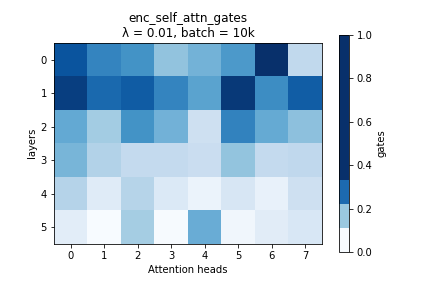 enc_self_attn_gates
λ = 0.01, batch = 10k
0
1
2
3
4
5
layers
0 1 2 3 4 5 6 7
Attention heads
1.0
0.8
0.6
0.4
0.2
0.0
gates